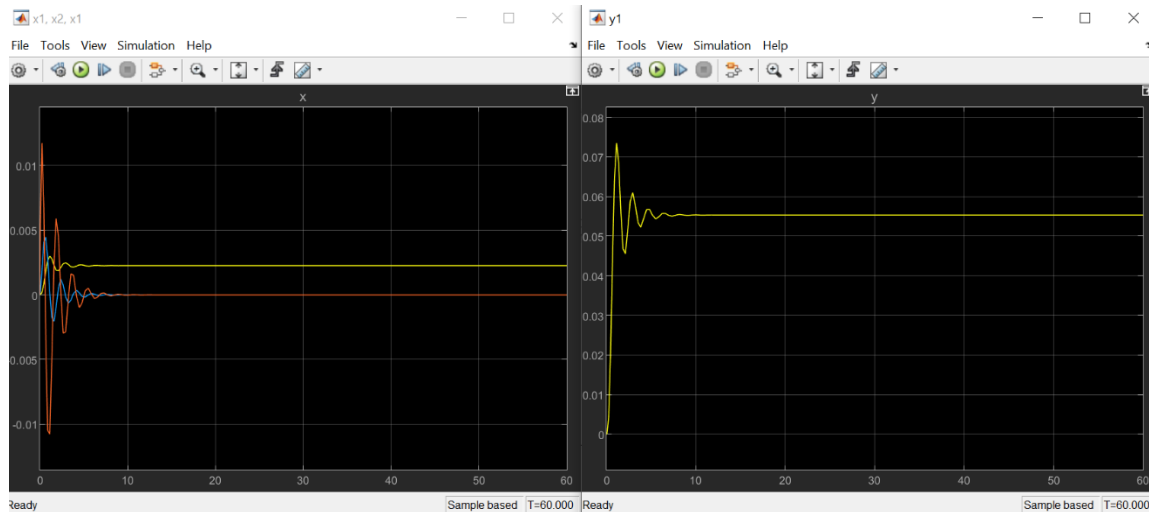 x1, x2, x1
File Tools View Simulation Help
x
0.01
0.005
0
-0.005
-0.01
0 10 20 30 40 50 60
Ready Sample based T=60.000
y1
File Tools View Simulation Help
y
0.08
0.07
0.06
0.05
0.04
0.03
0.02
0.01
0
0 10 20 30 40 50 60
Ready Sample based T=60.000